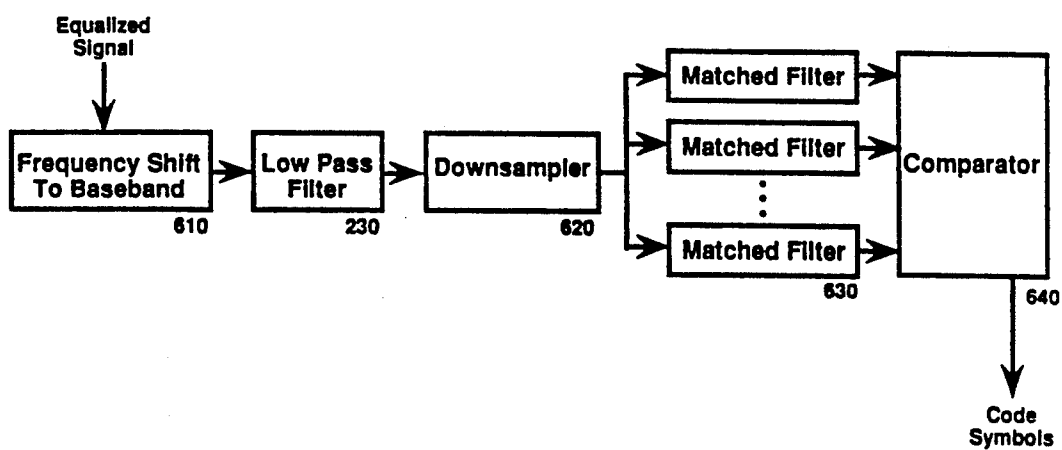 Equalized
Signal
Frequency Shift
To Baseband
610
Low Pass
Filter
230
Downsampler
620
Matched Filter
Matched Filter
Matched Filter
630
Comparator
640
Code
Symbols